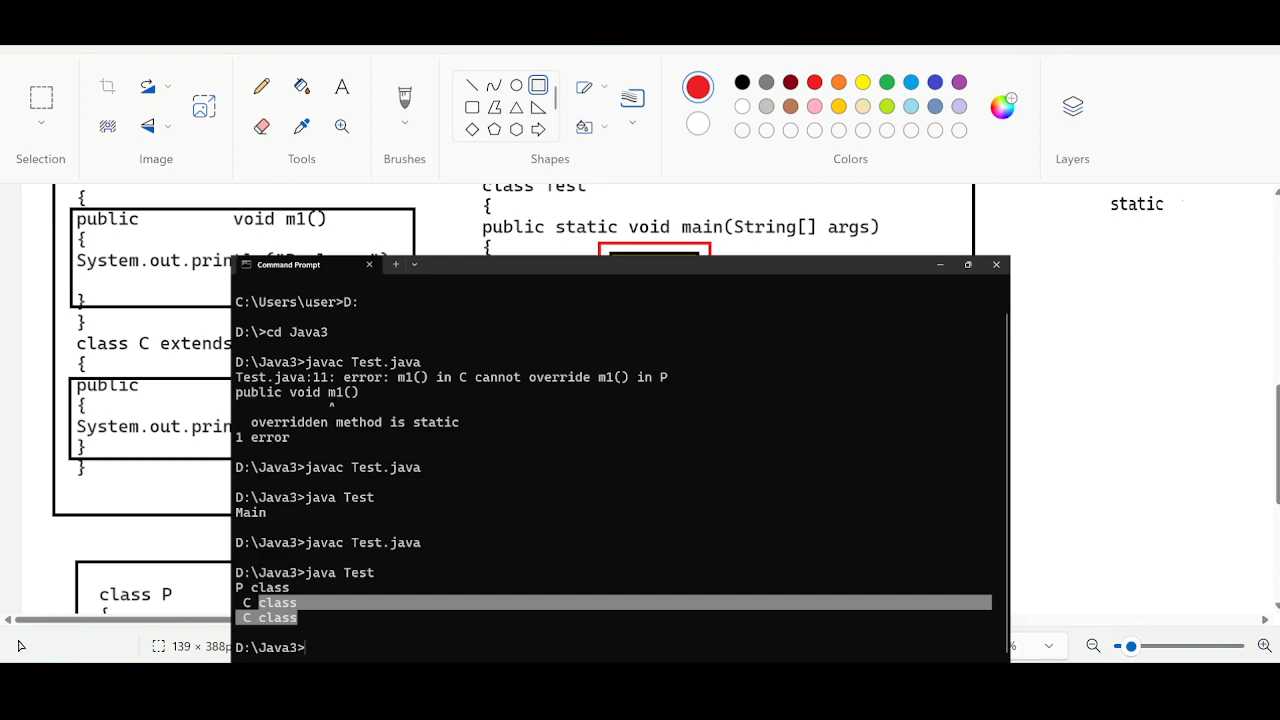 Selection
Image
Tools
Brushes
Shapes
Colors
Layers
{
public void m1()
{
System.out.println
}
}
class C extends
{
public
{
System.out.prin
}
}
class P
{
class Test
{
public static void main(String[] args)
{
static
Command Prompt
C:\Users\user>D:
D:\>cd Java3
D:\Java3>javac Test.java
Test.java:11: error: m1() in C cannot override m1() in P
public void m1()
^
overridden method is static
1 error
D:\Java3>javac Test.java
D:\Java3>java Test
Main
D:\Java3>javac Test.java
D:\Java3>java Test
P class
C class
C class
D:\Java3>
139 × 388p
%